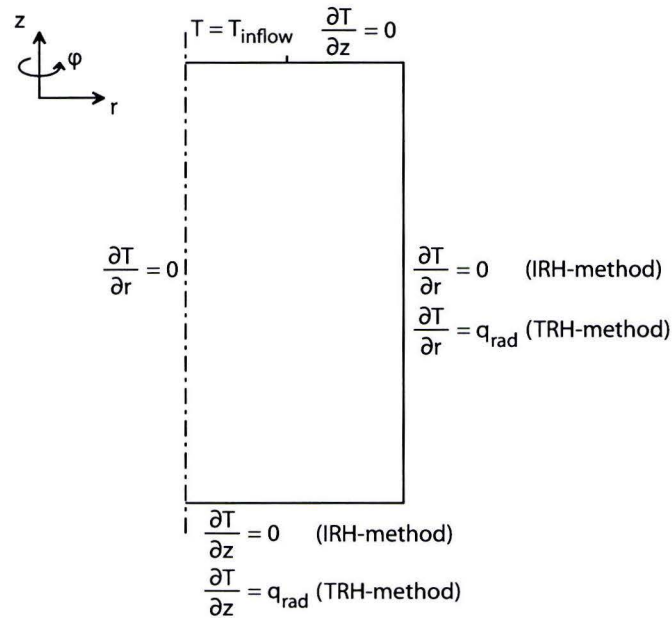 z
φ
r
T = T_inflow ∂T/∂z = 0
∂T/∂r = 0
∂T/∂r = 0 (IRH-method)
∂T/∂r = q_rad (TRH-method)
∂T/∂z = 0 (IRH-method)
∂T/∂z = q_rad (TRH-method)